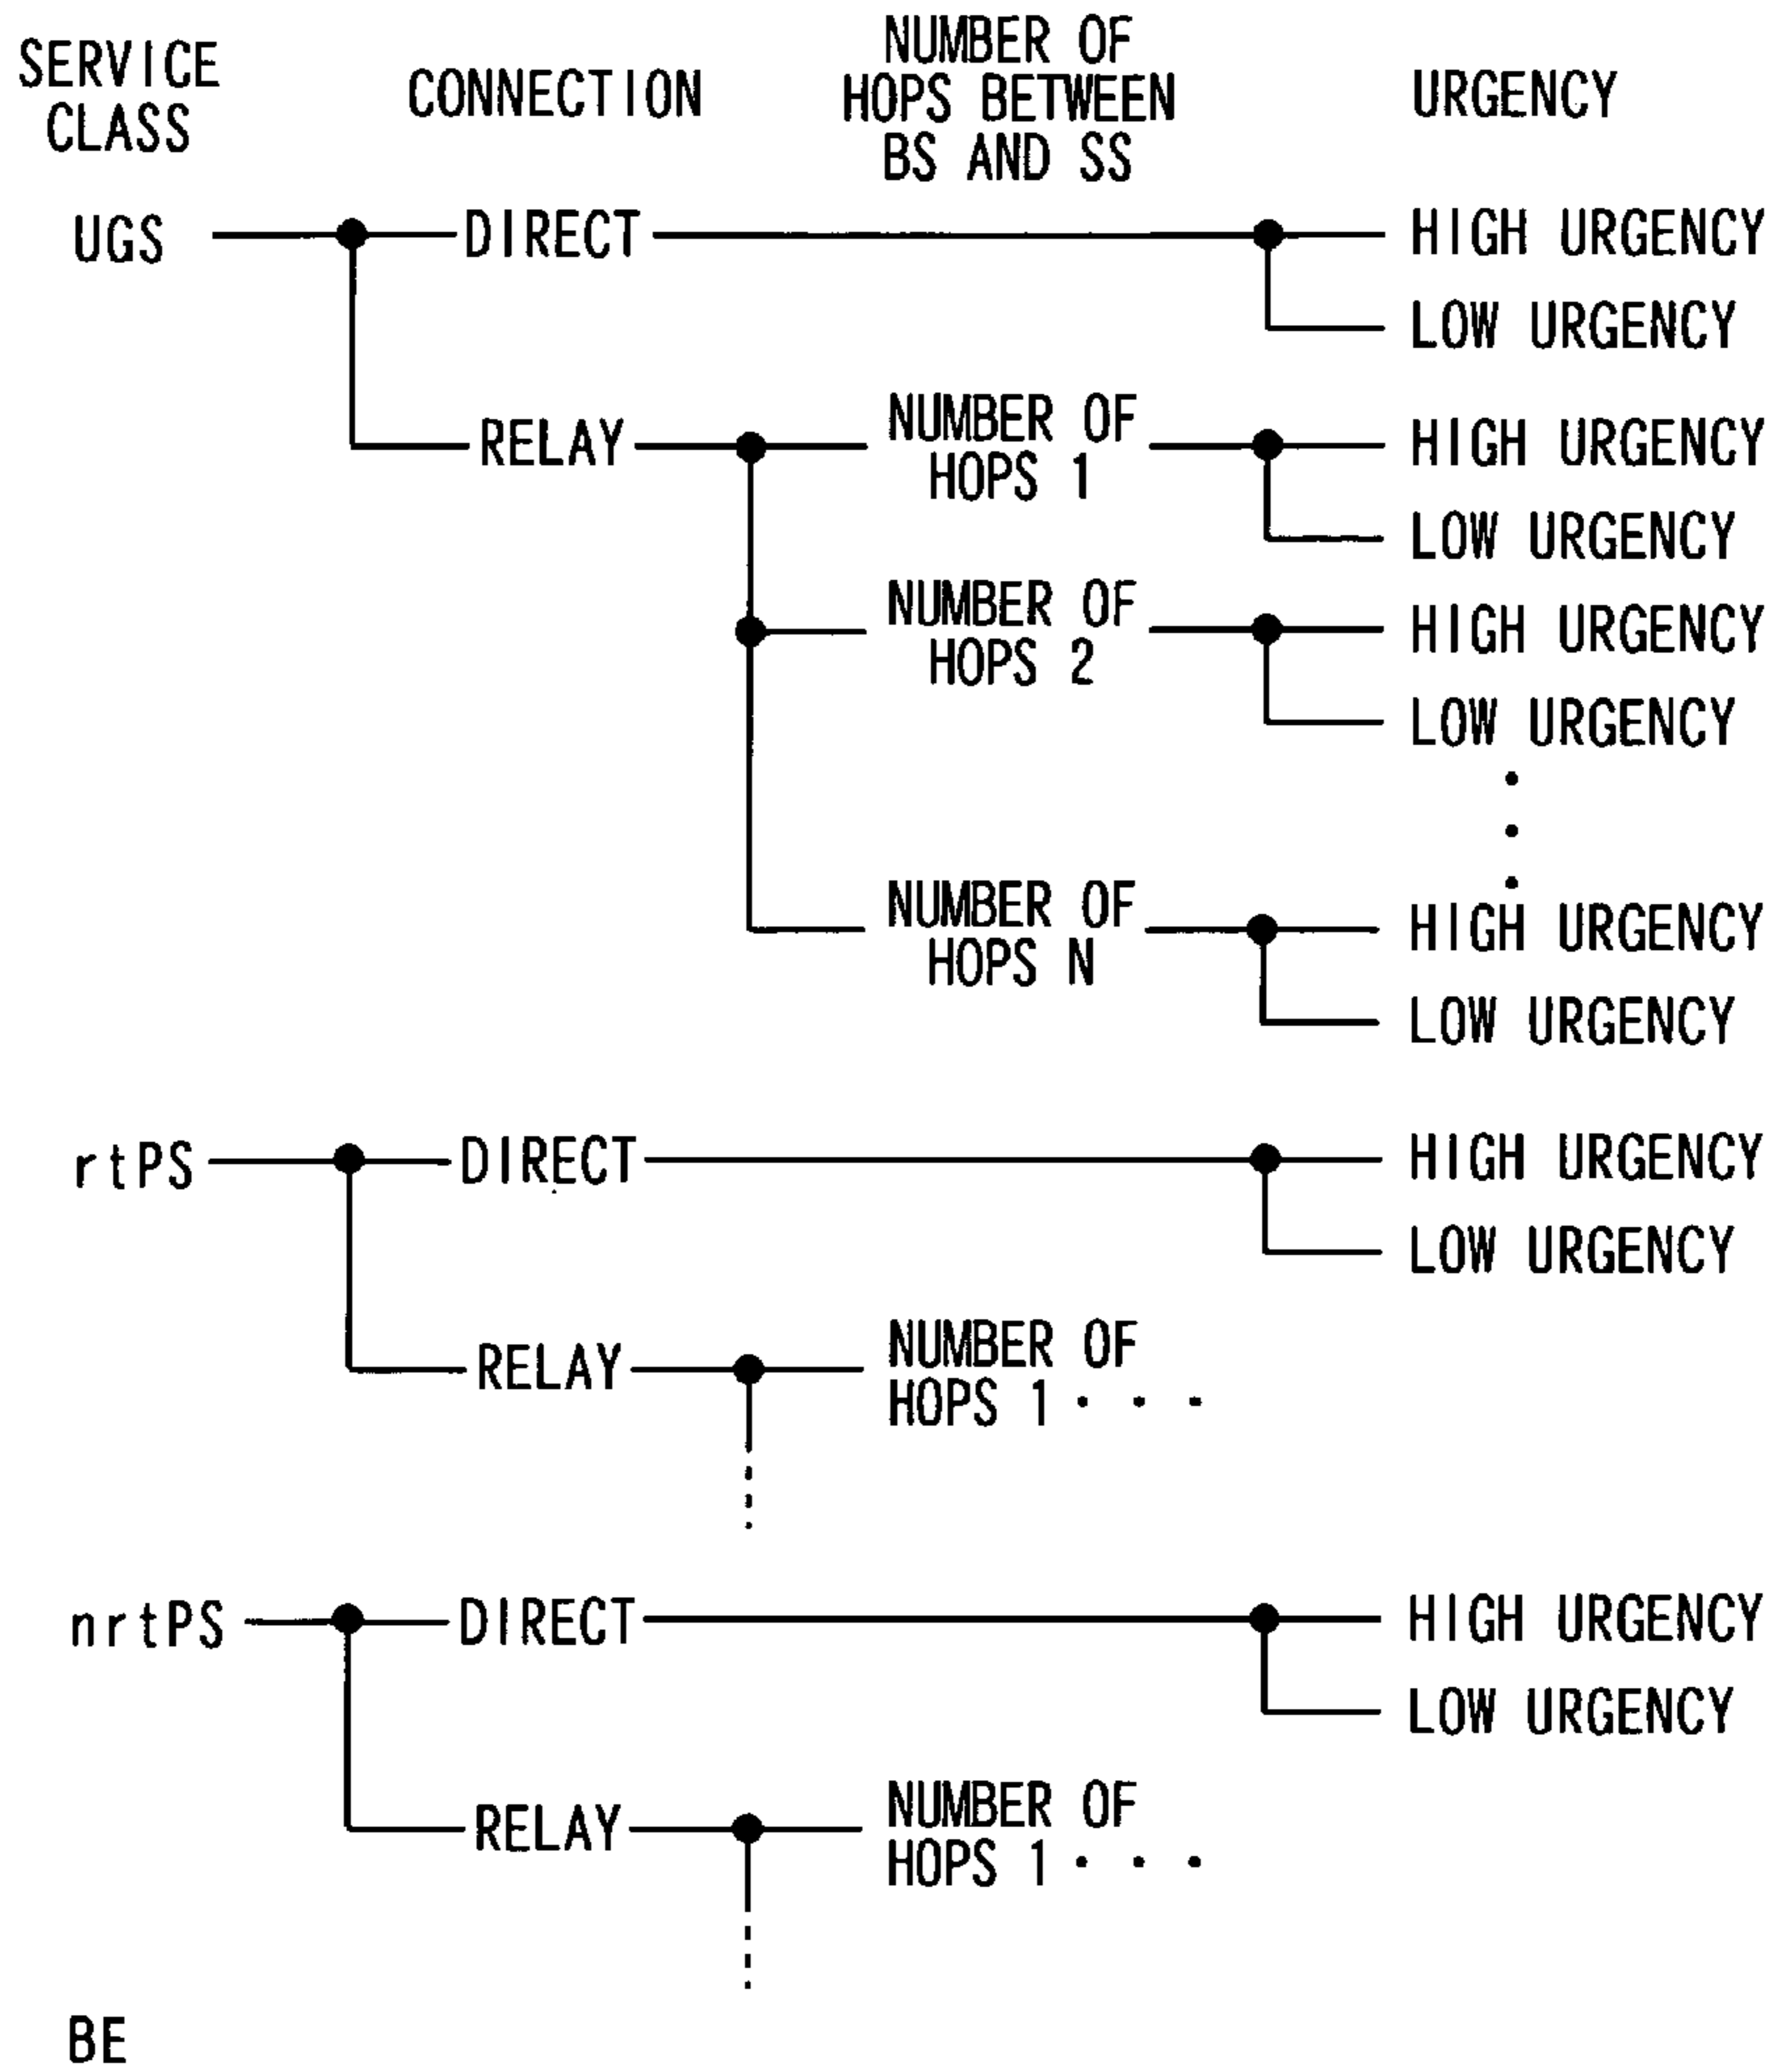 SERVICE
CLASS
CONNECTION
NUMBER OF
HOPS BETWEEN
BS AND SS
URGENCY
UGS
DIRECT
HIGH URGENCY
LOW URGENCY
RELAY
NUMBER OF
HOPS 1
HIGH URGENCY
LOW URGENCY
NUMBER OF
HOPS 2
HIGH URGENCY
LOW URGENCY
NUMBER OF
HOPS N
HIGH URGENCY
LOW URGENCY
rtPS
DIRECT
HIGH URGENCY
LOW URGENCY
RELAY
NUMBER OF
HOPS 1 · · ·
nrtPS
DIRECT
HIGH URGENCY
LOW URGENCY
RELAY
NUMBER OF
HOPS 1 · · ·
BE